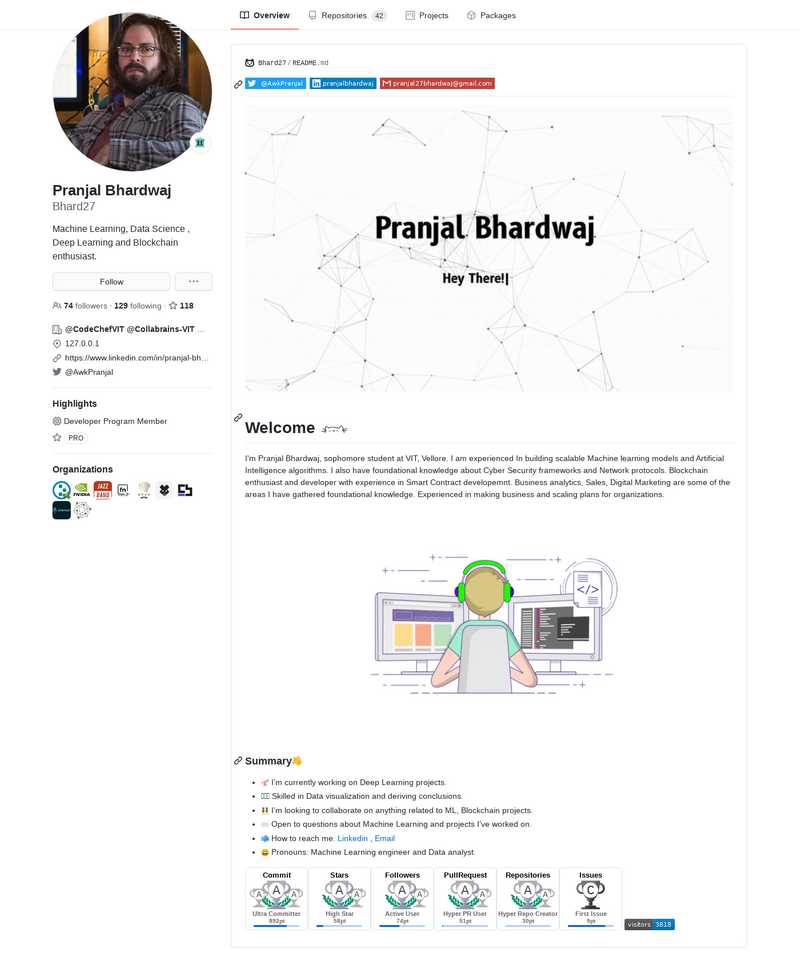 Overview
Repositories 42
Projects
Packages
Pranjal Bhardwaj
Bhard27
Machine Learning, Data Science ,
Deep Learning and Blockchain
enthusiast.
Follow
74 followers · 129 following · 118
@CodeChefVIT @Collabrains-VIT ...
127.0.0.1
https://www.linkedin.com/in/pranjal-bh...
@AwkPranjal
Highlights
Developer Program Member
PRO
Organizations
NVIDIA
JAZZ
BAND
Bhard27 / README.md
@AwkPranjal
pranjalbhardwaj
pranjal27bhardwaj@gmail.com
Pranjal Bhardwaj
Hey There!|
Welcome
I'm Pranjal Bhardwaj, sophomore student at VIT, Vellore. I am experienced In building scalable Machine learning models and Artificial
Intelligence algorithms. I also have foundational knowledge about Cyber Security frameworks and Network protocols. Blockchain
enthusiast and developer with experience in Smart Contract developemnt. Business analytics, Sales, Digital Marketing are some of the
areas I have gathered foundational knowledge. Experienced in making business and scaling plans for organizations.
</>
Summary👋
I'm currently working on Deep Learning projects.
Skilled in Data visualization and deriving conclusions.
I'm looking to collaborate on anything related to ML, Blockchain projects.
Open to questions about Machine Learning and projects I've worked on.
How to reach me: Linkedin , Email
😄 Pronouns: Machine Learning engineer and Data analyst.
Commit
A A A
Ultra Committer
892pt
Stars
A A A
High Star
58pt
Followers
A A A
Active User
74pt
PullRequest
A A A
Hyper PR User
51pt
Repositories
A A A
Hyper Repo Creator
30pt
Issues
C
First Issue
9pt
visitors 3818